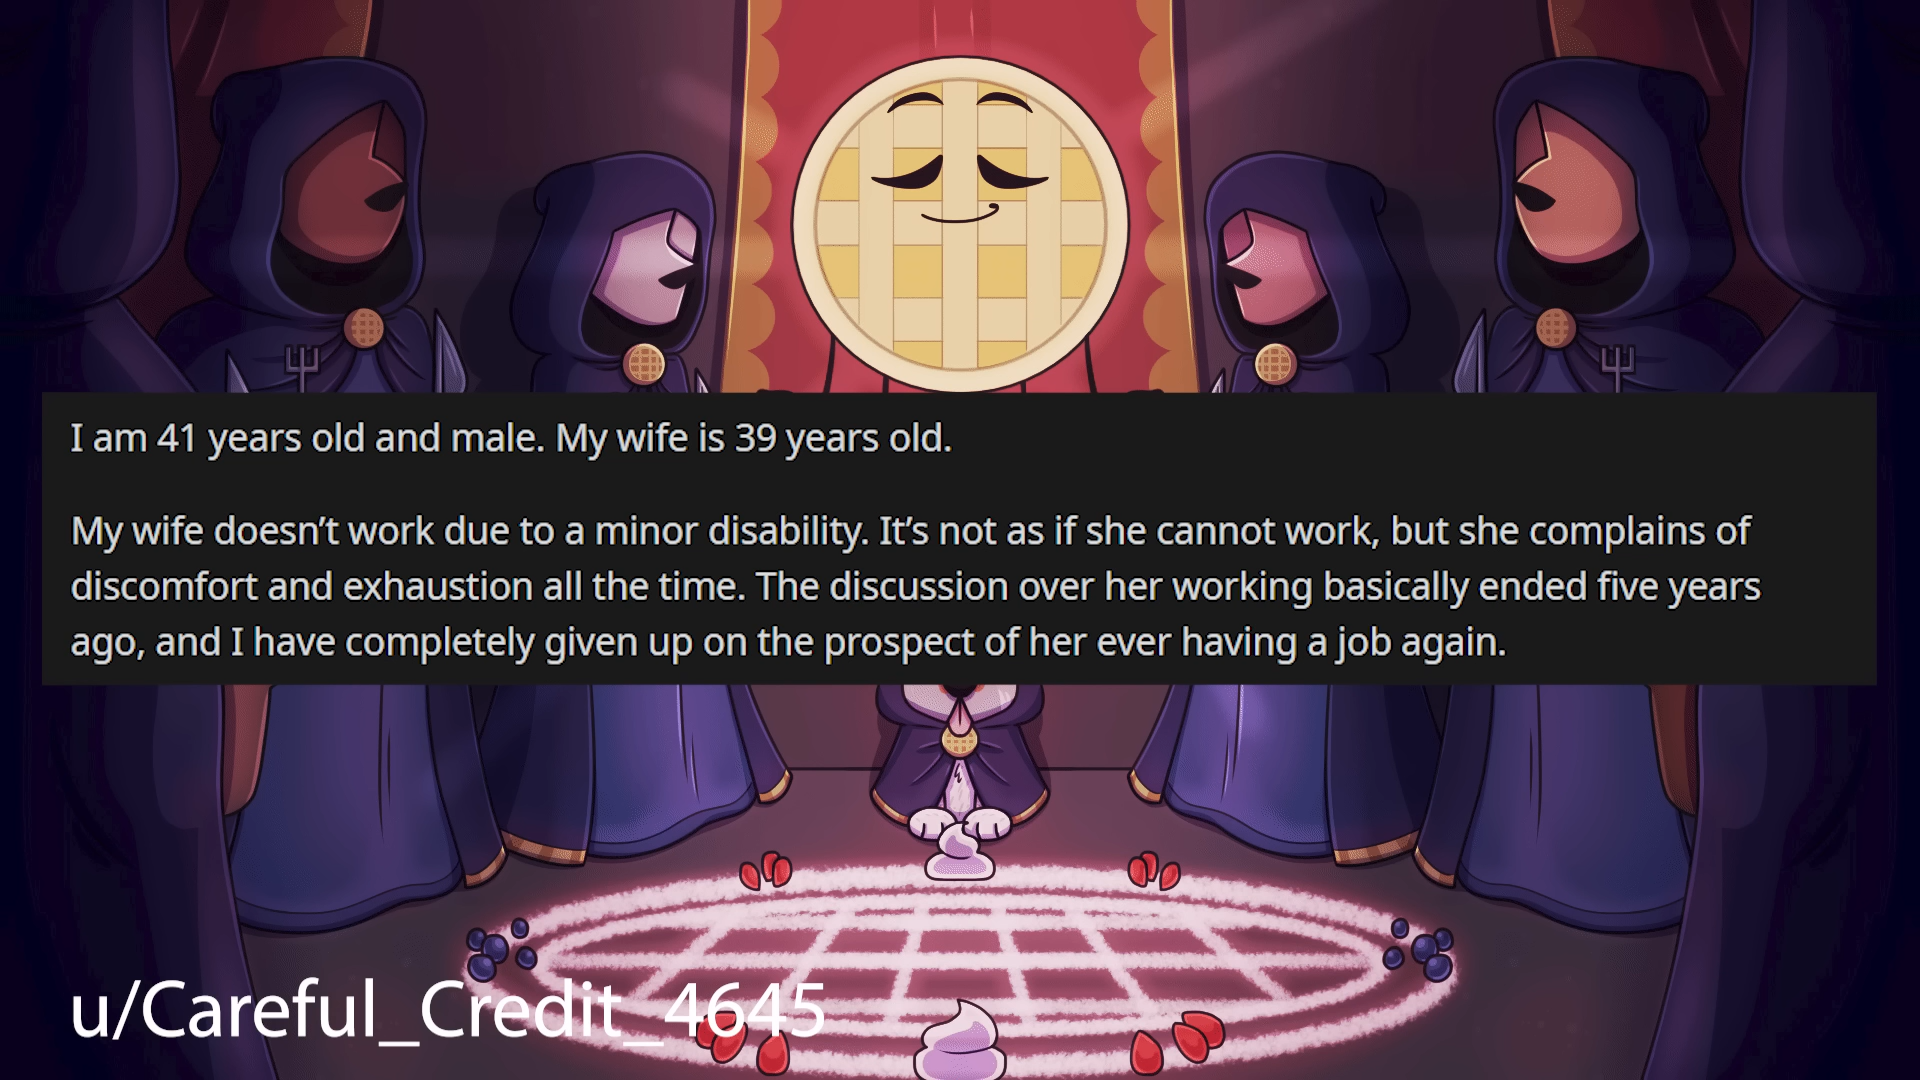 I am 41 years old and male. My wife is 39 years old.
My wife doesn’t work due to a minor disability. It’s not as if she cannot work, but she complains of
discomfort and exhaustion all the time. The discussion over her working basically ended five years
ago, and I have completely given up on the prospect of her ever having a job again.
u/Careful_Credit_4645